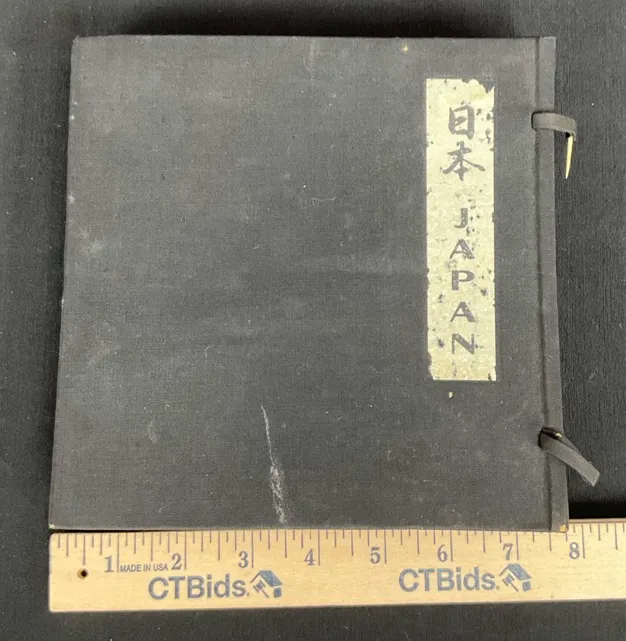 日本 JAPAN
1 2 3 4 5 6 7 8
MADE IN USA
CTBids. CTBids.